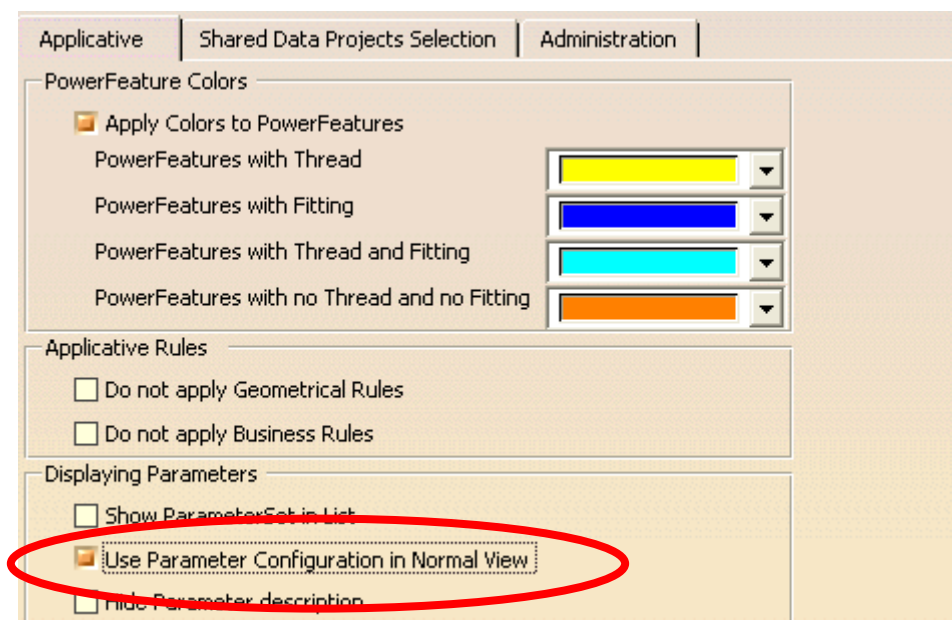 Applicative Shared Data Projects Selection Administration
PowerFeature Colors
Apply Colors to PowerFeatures
PowerFeatures with Thread
PowerFeatures with Fitting
PowerFeatures with Thread and Fitting
PowerFeatures with no Thread and no Fitting
Applicative Rules
Do not apply Geometrical Rules
Do not apply Business Rules
Displaying Parameters
Show ParameterSet in List
Use Parameter Configuration in Normal View
Hide Parameter description